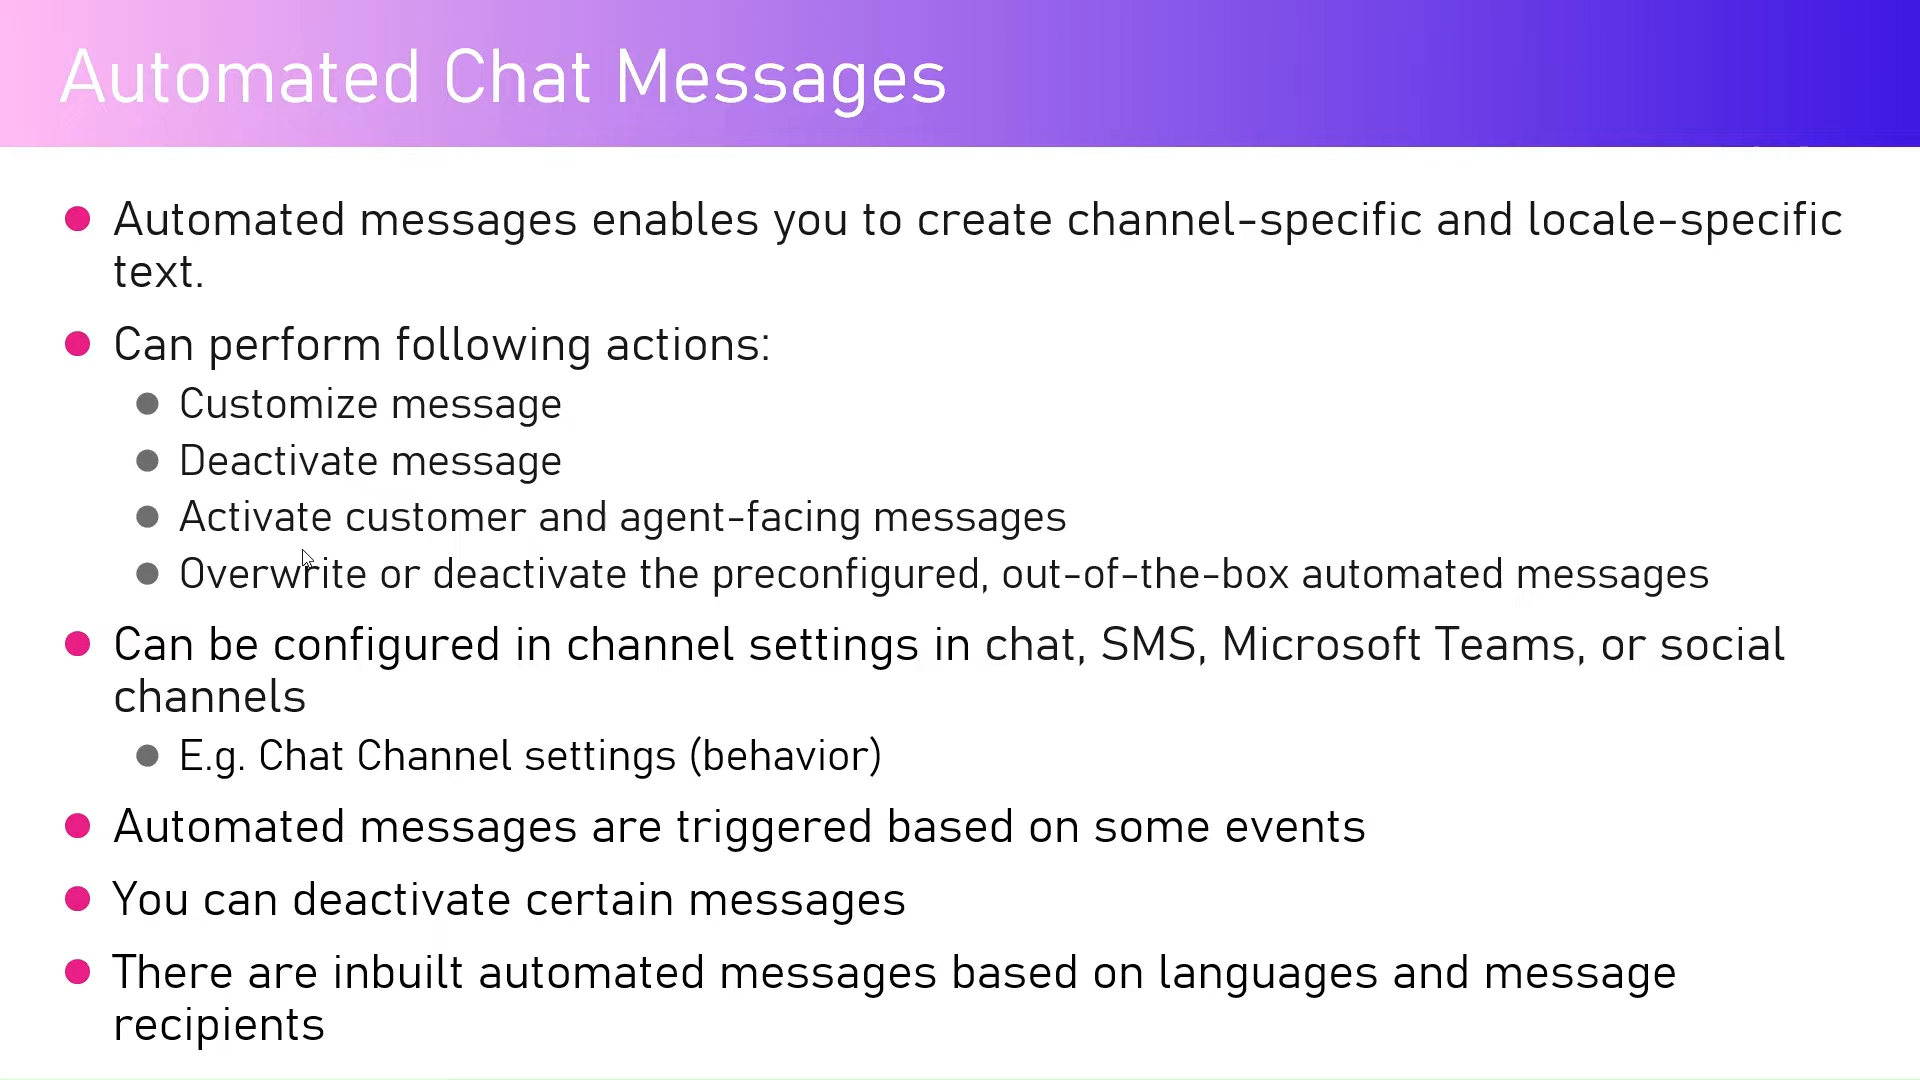 Automated Chat Messages
Automated messages enables you to create channel-specific and locale-specific
text.
Can perform following actions:
Customize message
Deactivate message
Activate customer and agent-facing messages
Overwrite or deactivate the preconfigured, out-of-the-box automated messages
Can be configured in channel settings in chat, SMS, Microsoft Teams, or social
channels
E.g. Chat Channel settings (behavior)
Automated messages are triggered based on some events
You can deactivate certain messages
There are inbuilt automated messages based on languages and message
recipients